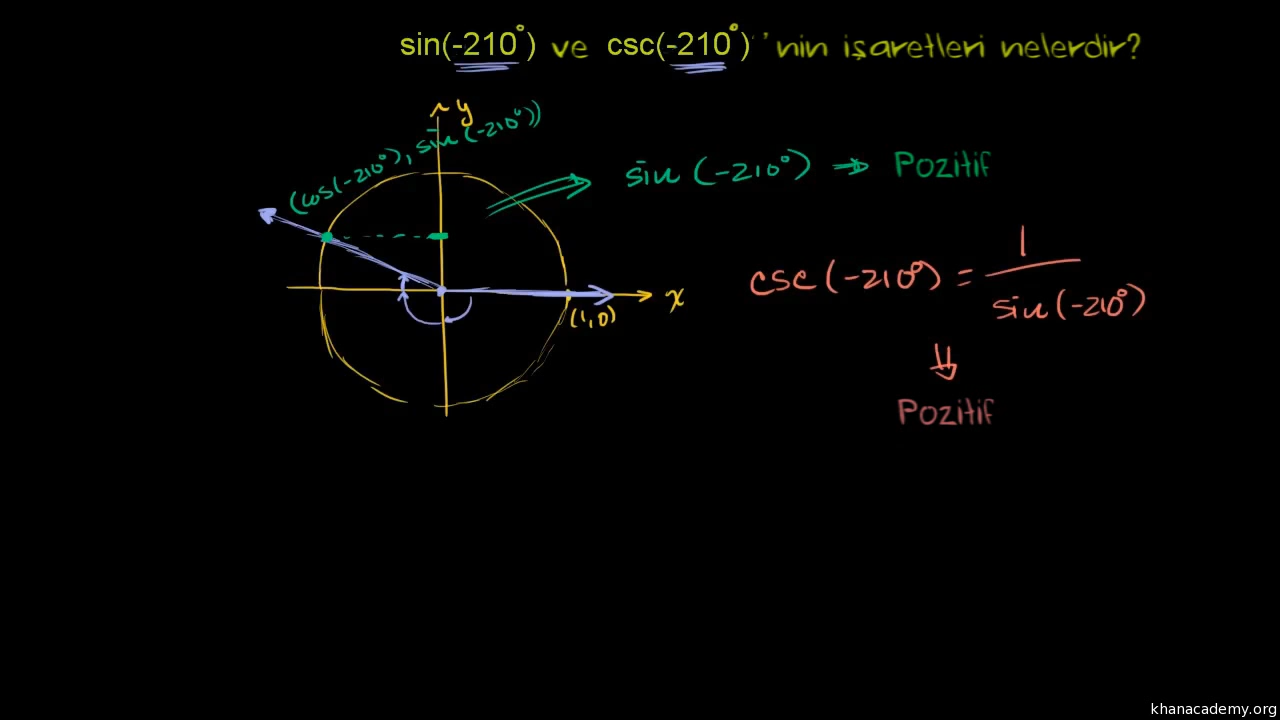 sin(-210°) ve csc(-210°)'nin işaretleri nelerdir?
y
(cos(-210°), sin(-210°))
sin(-210°) → Pozitif
csc(-210°) = 1 / sin(-210°)
x
(1,0)
⇓
Pozitif
khanacademy.org